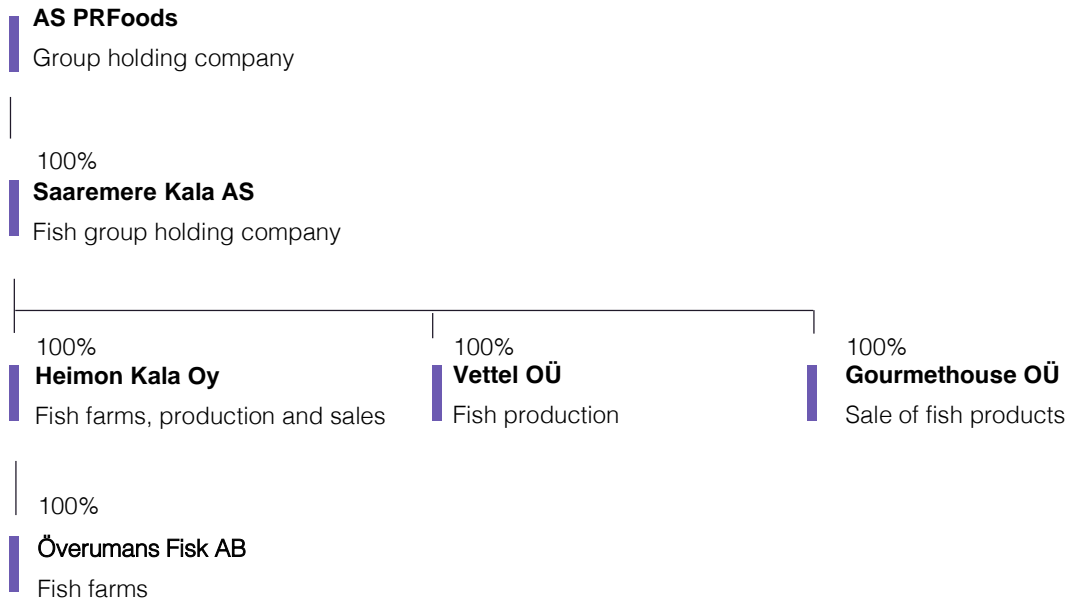 AS PRFoods
Group holding company
100%
Saaremere Kala AS
Fish group holding company
100%
Heimon Kala Oy
Fish farms, production and sales
100%
Vettel OÜ
Fish production
100%
Gourmethouse OÜ
Sale of fish products
100%
Överumans Fisk AB
Fish farms